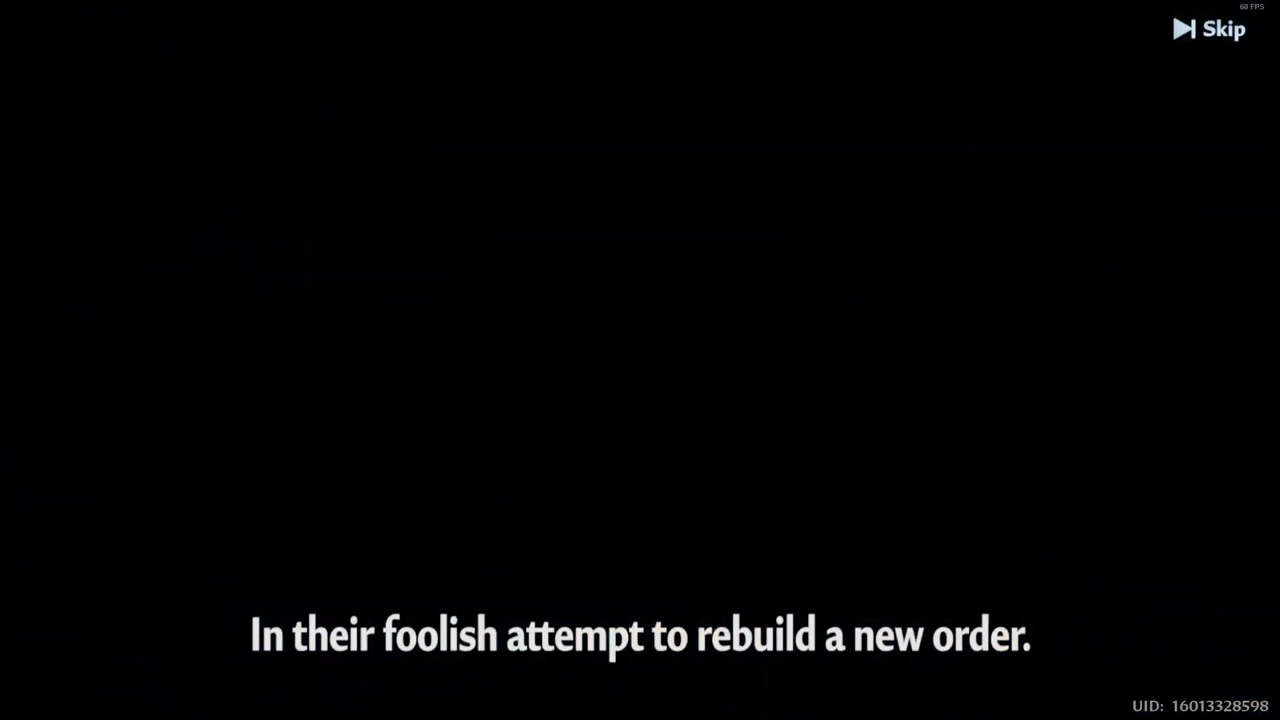 60 FPS
Skip
In their foolish attempt to rebuild a new order.
UID: 16013328598